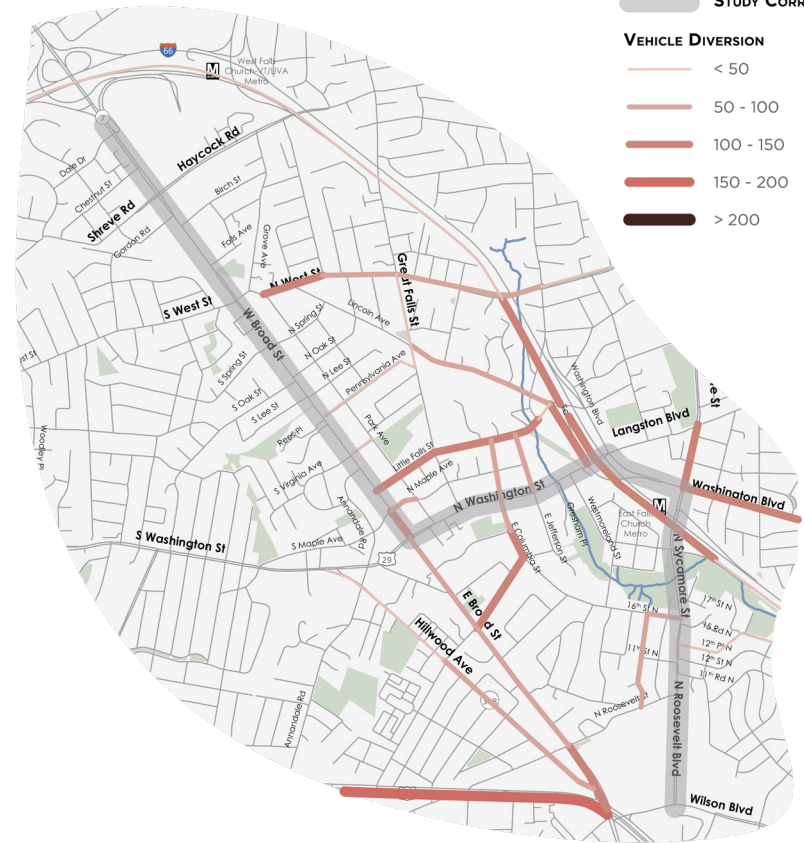 STUDY CORR
VEHICLE DIVERSION
< 50
50 - 100
100 - 150
150 - 200
> 200
66
M
West Falls
Church-VT/UVA
Metro
7
Haycock Rd
Dale Dr
Chestnut St
Shreve Rd
Gordon Rd
Birch St
Falls Ave
Grove Ave
N West St
Great Falls St
S West St
W Broad St
Lincoln Ave
N Spring St
N Oak St
N Lee St
Pennsylvania Ave
S Spring St
S Oak St
S Lee St
Rees Pl
Park Ave
Little Falls St
N Maple Ave
S Virginia Ave
Annandale Rd
Woodley Pl
S Washington St
S Maple Ave
29
N Washington St
Washington Blvd
Langston Blvd
Washington Blvd
M
East Falls
Church
Metro
Westmoreland St
Gresham Pl
E Jefferson St
E Columbia St
E Broad St
Hillwood Ave
Annandale Rd
N Sycamore St
17th St N
16th St N
12th Pl N
12th St N
11th St N
11th Rd N
N Roosevelt St
N Roosevelt Blvd
Wilson Blvd